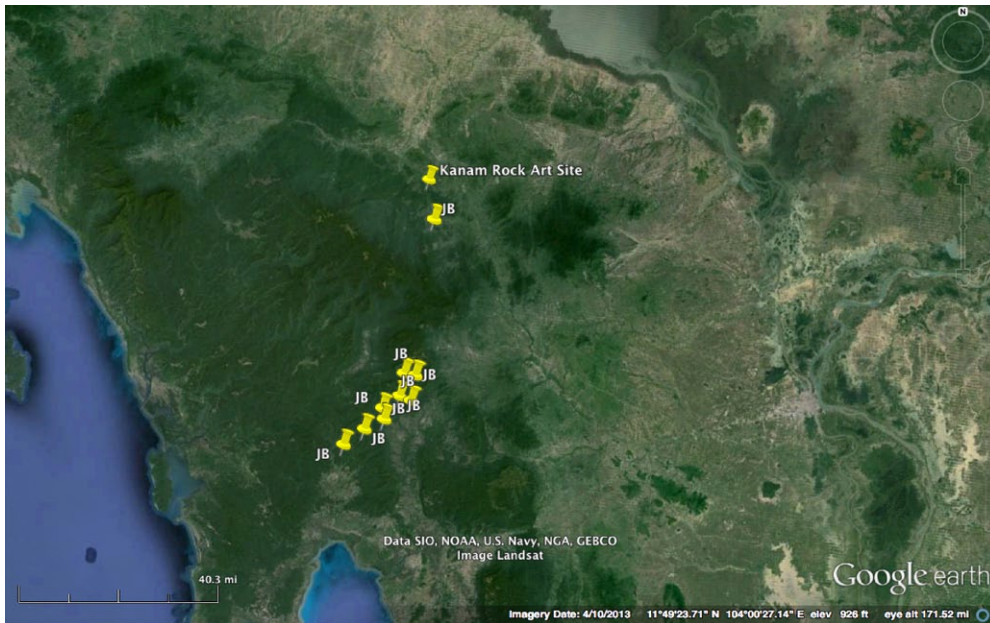 N
Kanam Rock Art Site
JB
JB
JB
JB
JB
JB
JB
JB
JB
40.3 mi
Data SIO, NOAA, U.S. Navy, NGA, GEBCO
Image Landsat
Google earth
Imagery Date: 4/10/2013 11°49'23.71" N 104°00'27.14" E elev 926 ft eye alt 171.52 mi